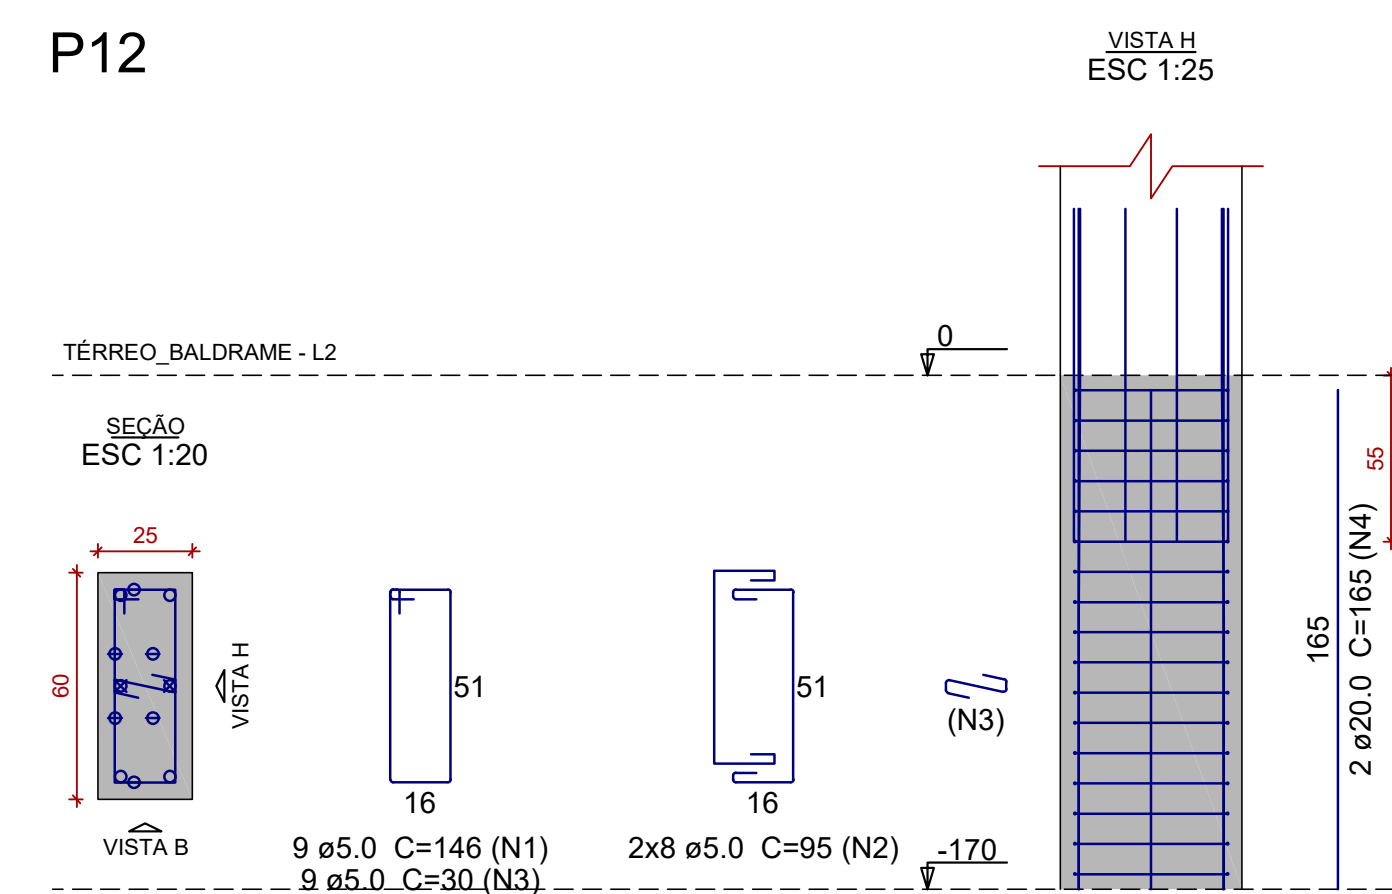 P12
VISTA H
ESC 1:25
0
TÉRREO_BALDRAME - L2
SEÇÃO
ESC 1:20
25
60
VISTA H
VISTA B
51
16
9 ø5.0 C=146 (N1)
9 ø5.0 C=30 (N3)
51
16
2x8 ø5.0 C=95 (N2)
(N3)
-170
165
2 ø20.0 C=165 (N4)
55